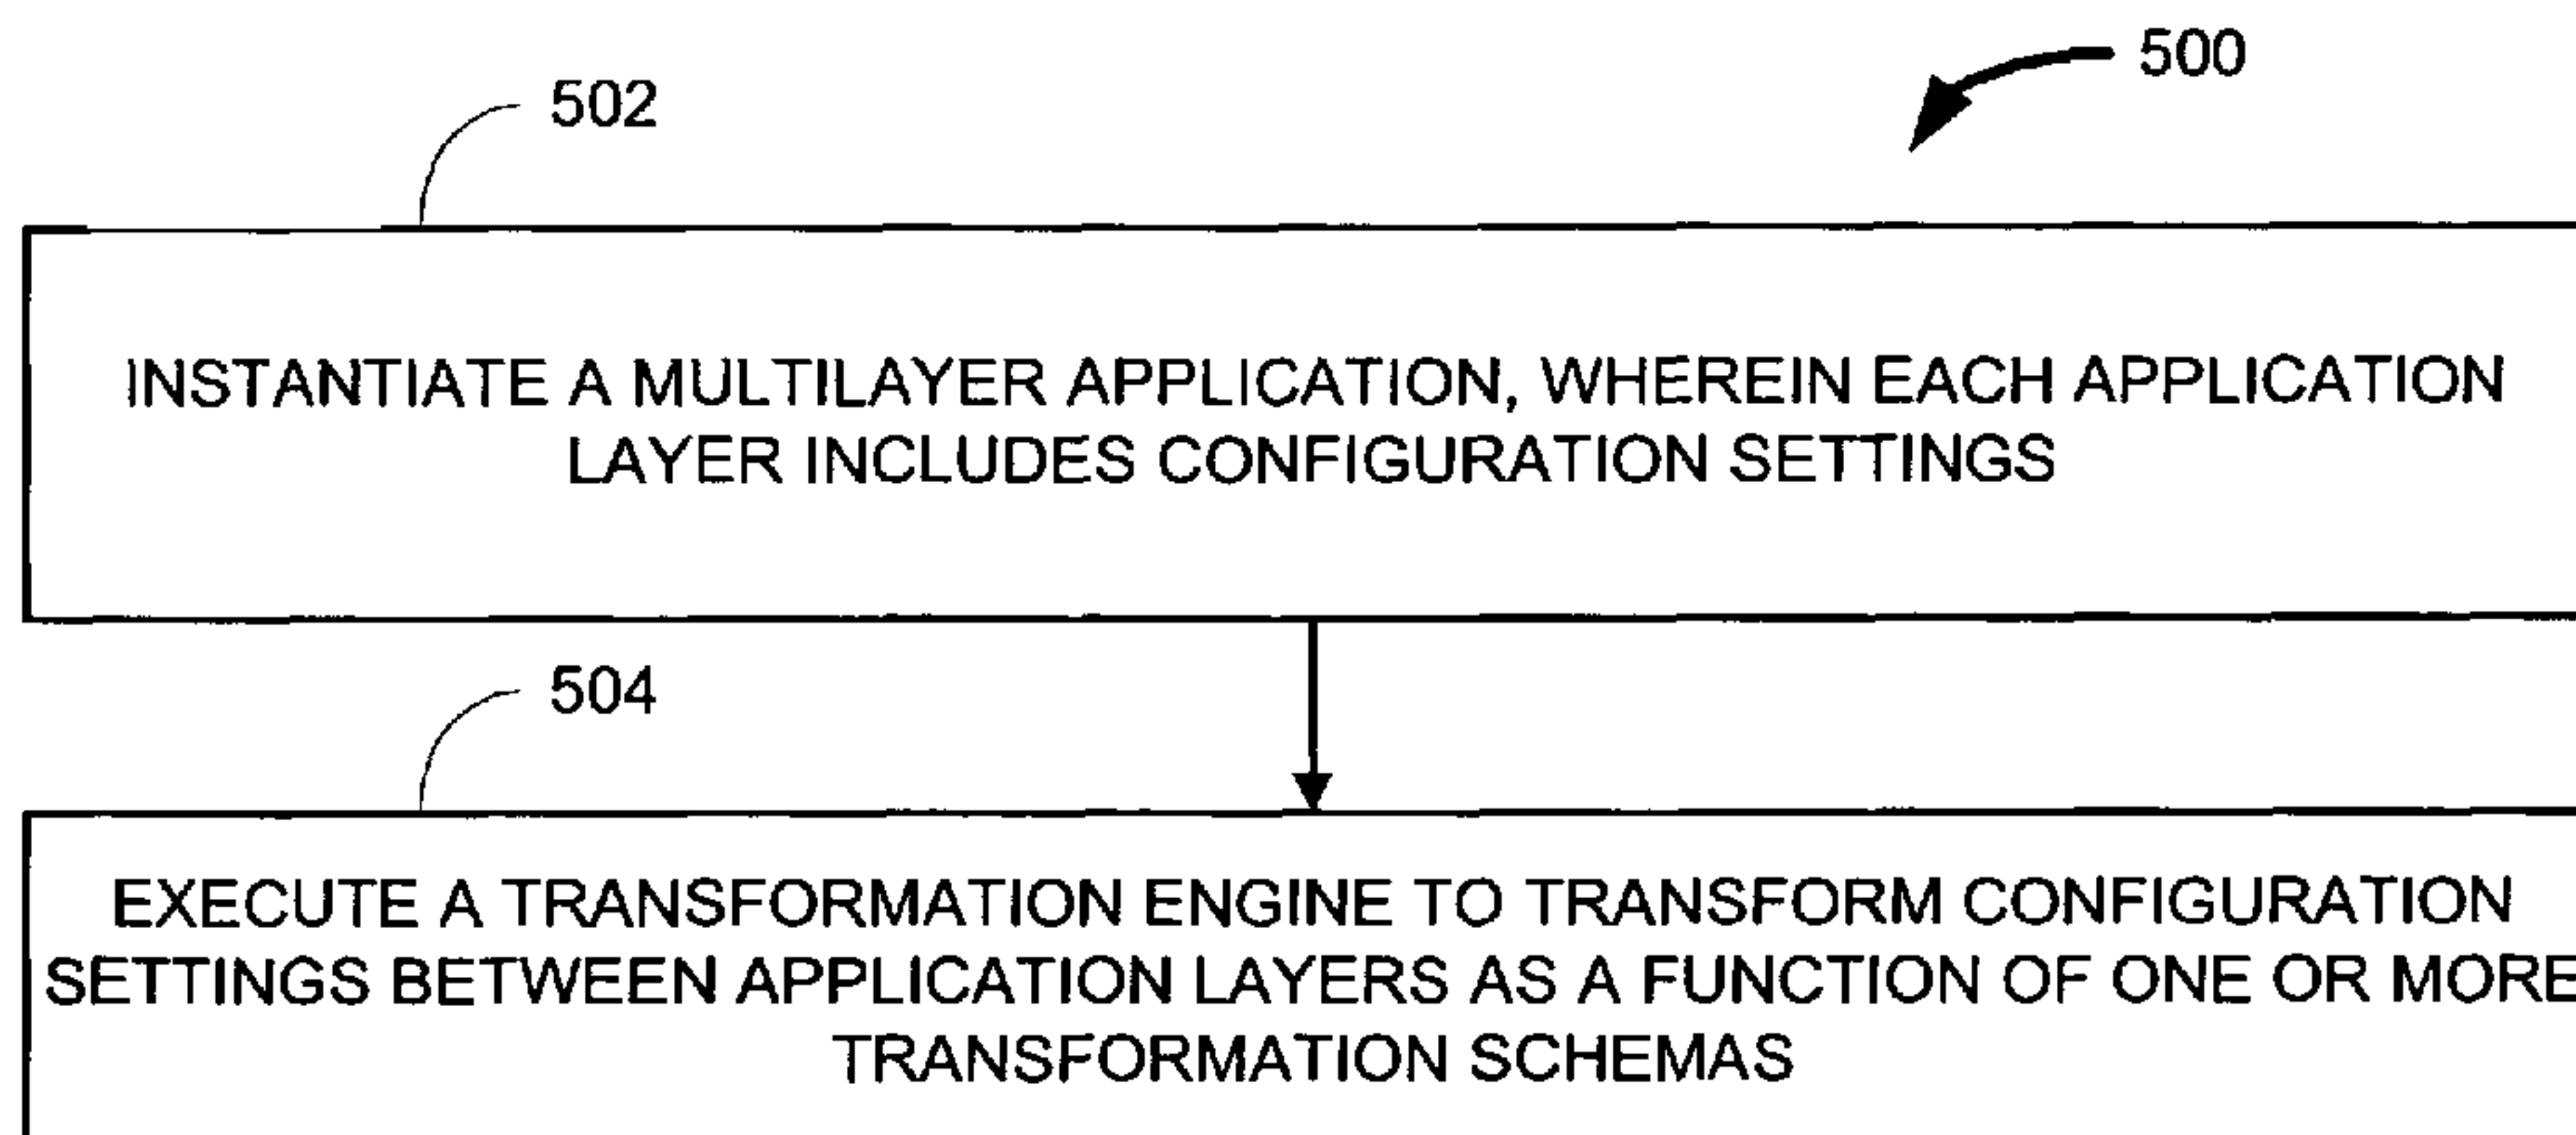 500
502
INSTANTIATE A MULTILAYER APPLICATION, WHEREIN EACH APPLICATION
LAYER INCLUDES CONFIGURATION SETTINGS
504
EXECUTE A TRANSFORMATION ENGINE TO TRANSFORM CONFIGURATION
SETTINGS BETWEEN APPLICATION LAYERS AS A FUNCTION OF ONE OR MORE
TRANSFORMATION SCHEMAS